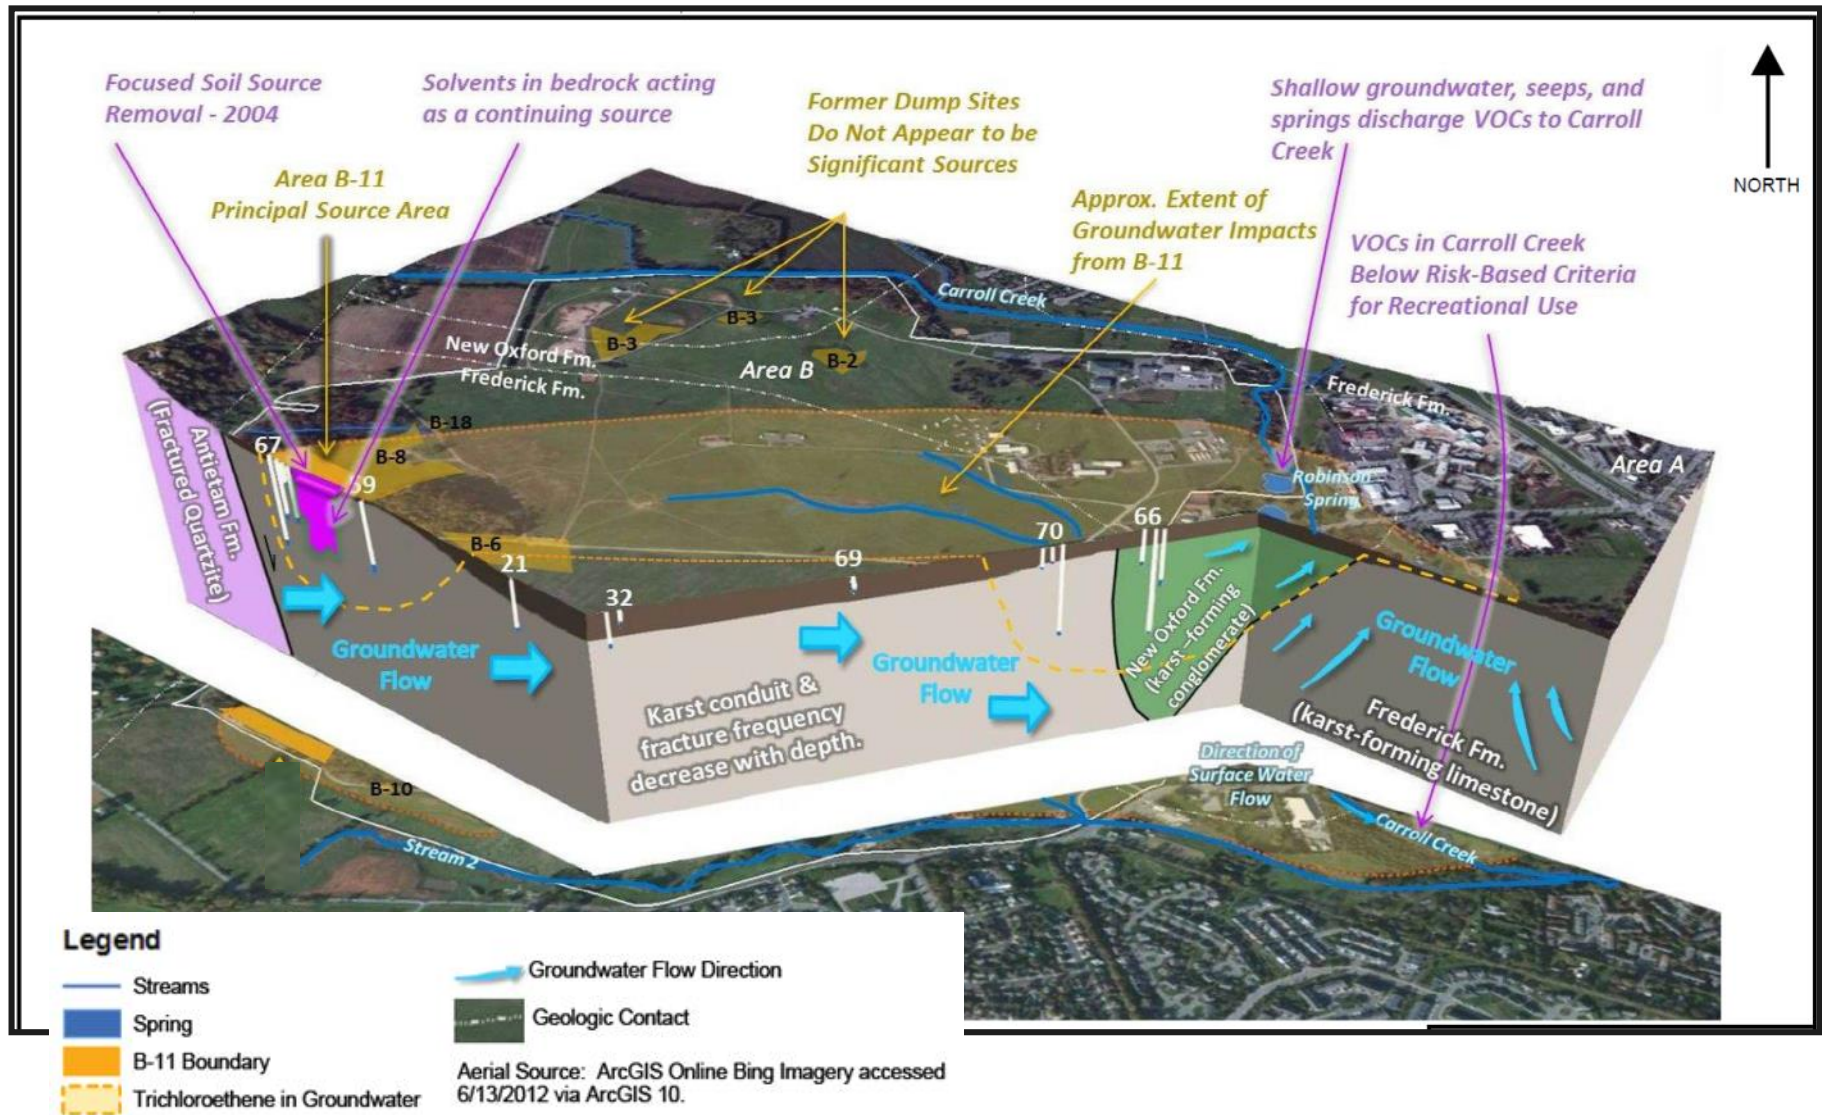 Focused Soil Source
Removal - 2004
Solvents in bedrock acting
as a continuing source
Former Dump Sites
Do Not Appear to be
Significant Sources
Shallow groundwater, seeps, and
springs discharge VOCs to Carroll
Creek
NORTH
Area B-11
Principal Source Area
Approx. Extent of
Groundwater Impacts
from B-11
VOCs in Carroll Creek
Below Risk-Based Criteria
for Recreational Use
Carroll Creek
B-3
B-3
B-2
New Oxford Fm.
Frederick Fm.
Area B
Frederick Fm.
Area A
B-18
B-8
67
59
Robinson
Spring
Antietam Fm.
(Fractured Quartzite)
B-6
21
32
69
70
66
New Oxford Fm.
(karst-forming
conglomerate)
Groundwater
Flow
Groundwater
Flow
Groundwater
Flow
Karst conduit &
fracture frequency
decrease with depth.
Frederick Fm.
(karst-forming limestone)
Direction of
Surface Water
Flow
B-10
Stream 2
Carroll Creek
Legend
Streams
Spring
B-11 Boundary
Trichloroethene in Groundwater
Groundwater Flow Direction
Geologic Contact
Aerial Source: ArcGIS Online Bing Imagery accessed
6/13/2012 via ArcGIS 10.